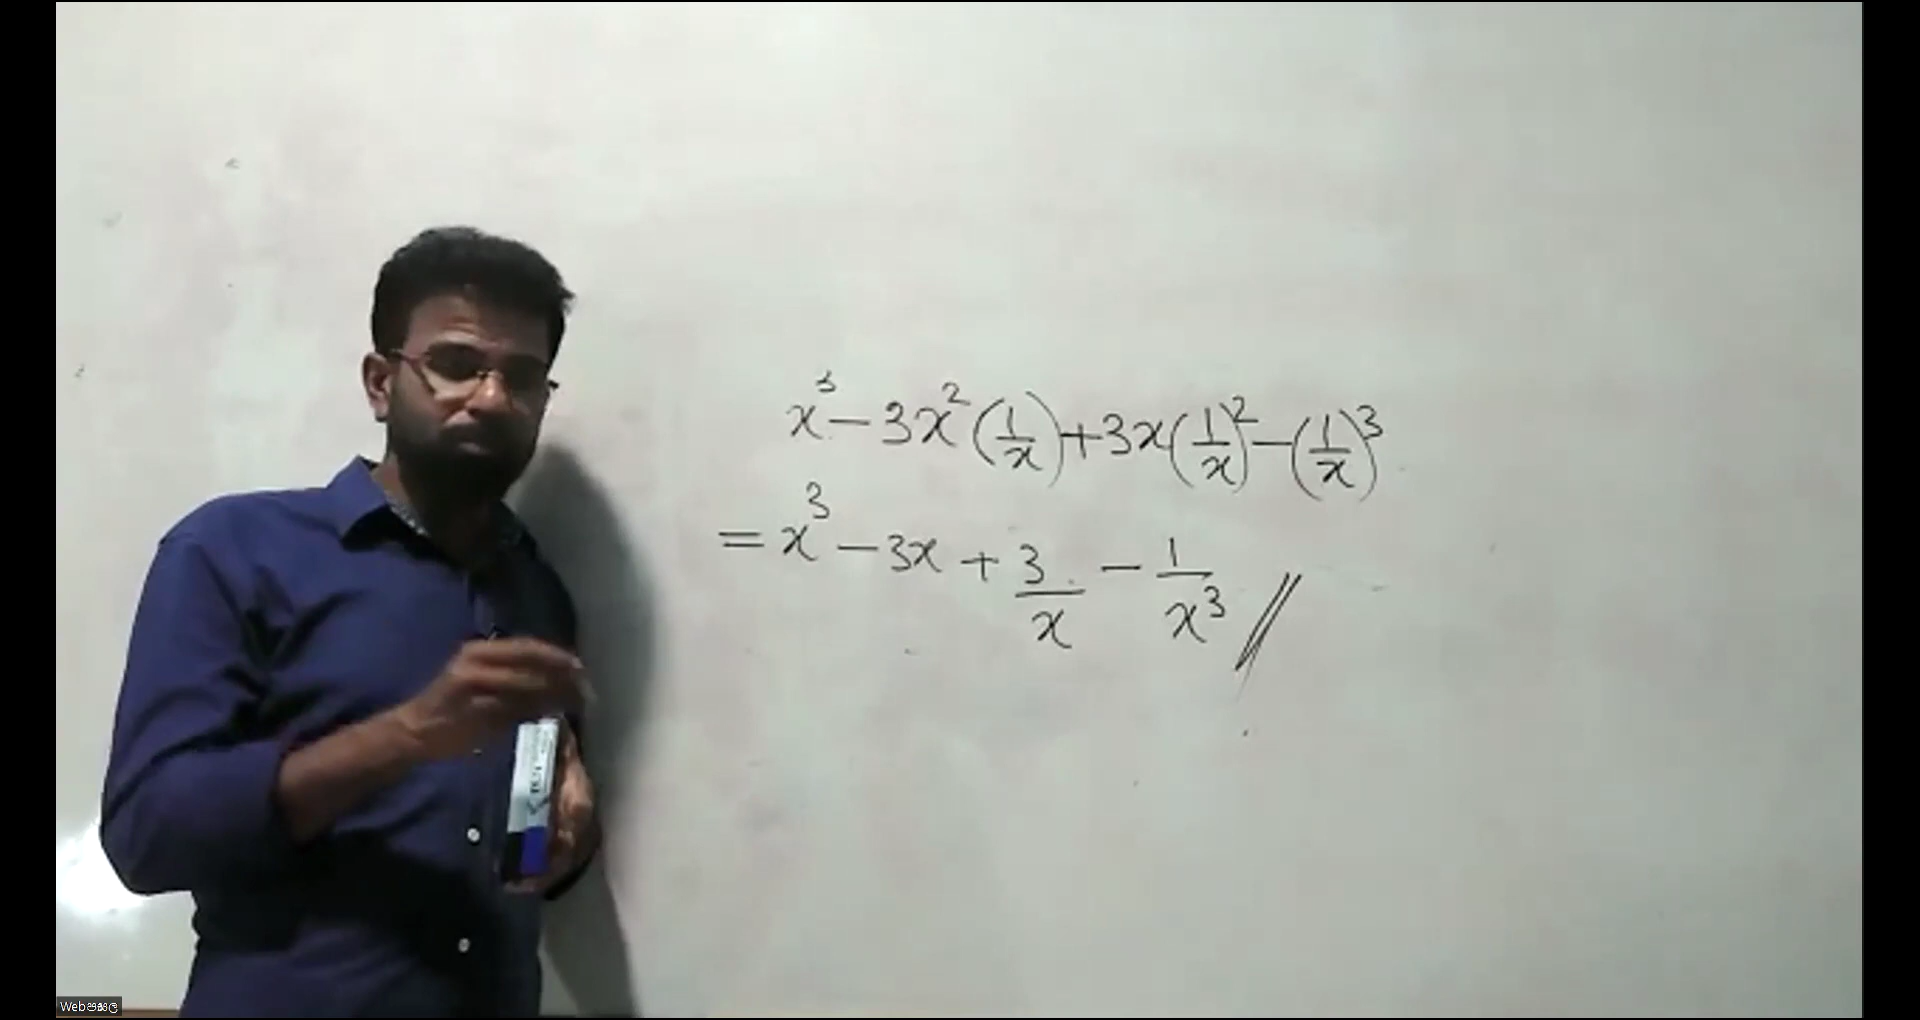 x³ - 3x² (1/x) + 3x (1/x)² - (1/x)³
= x³ - 3x + 3/x - 1/x³ //